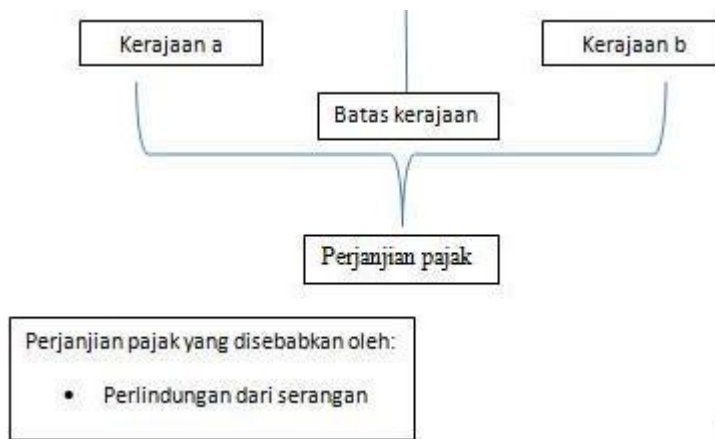 Kerajaan a
Kerajaan b
Batas kerajaan
Perjanjian pajak
Perjanjian pajak yang disebabkan oleh:
• Perlindungan dari serangan